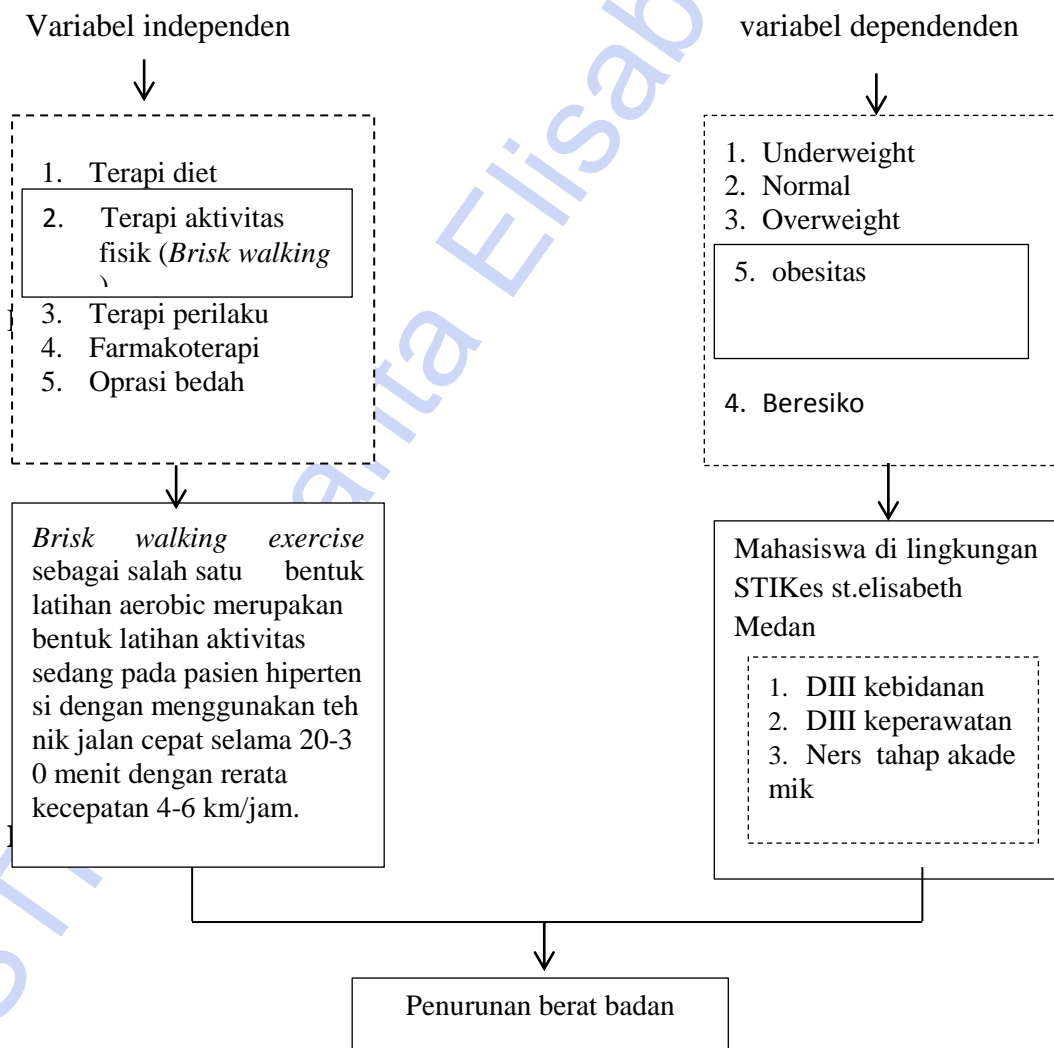 Variabel independen
variabel dependenden
1. Terapi diet
2. Terapi aktivitas
fisik (Brisk walking
)
3. Terapi perilaku
4. Farmakoterapi
5. Oprasi bedah
1. Underweight
2. Normal
3. Overweight
5. obesitas
4. Beresiko
Brisk walking exercise
sebagai salah satu bentuk
latihan aerobic merupakan
bentuk latihan aktivitas
sedang pada pasien hiperten
si dengan menggunakan teh
nik jalan cepat selama 20-3
0 menit dengan rerata
kecepatan 4-6 km/jam.
Mahasiswa di lingkungan
STIKes st.elisabeth
Medan
1. DIII kebidanan
2. DIII keperawatan
3. Ners tahap akade
mik
Penurunan berat badan